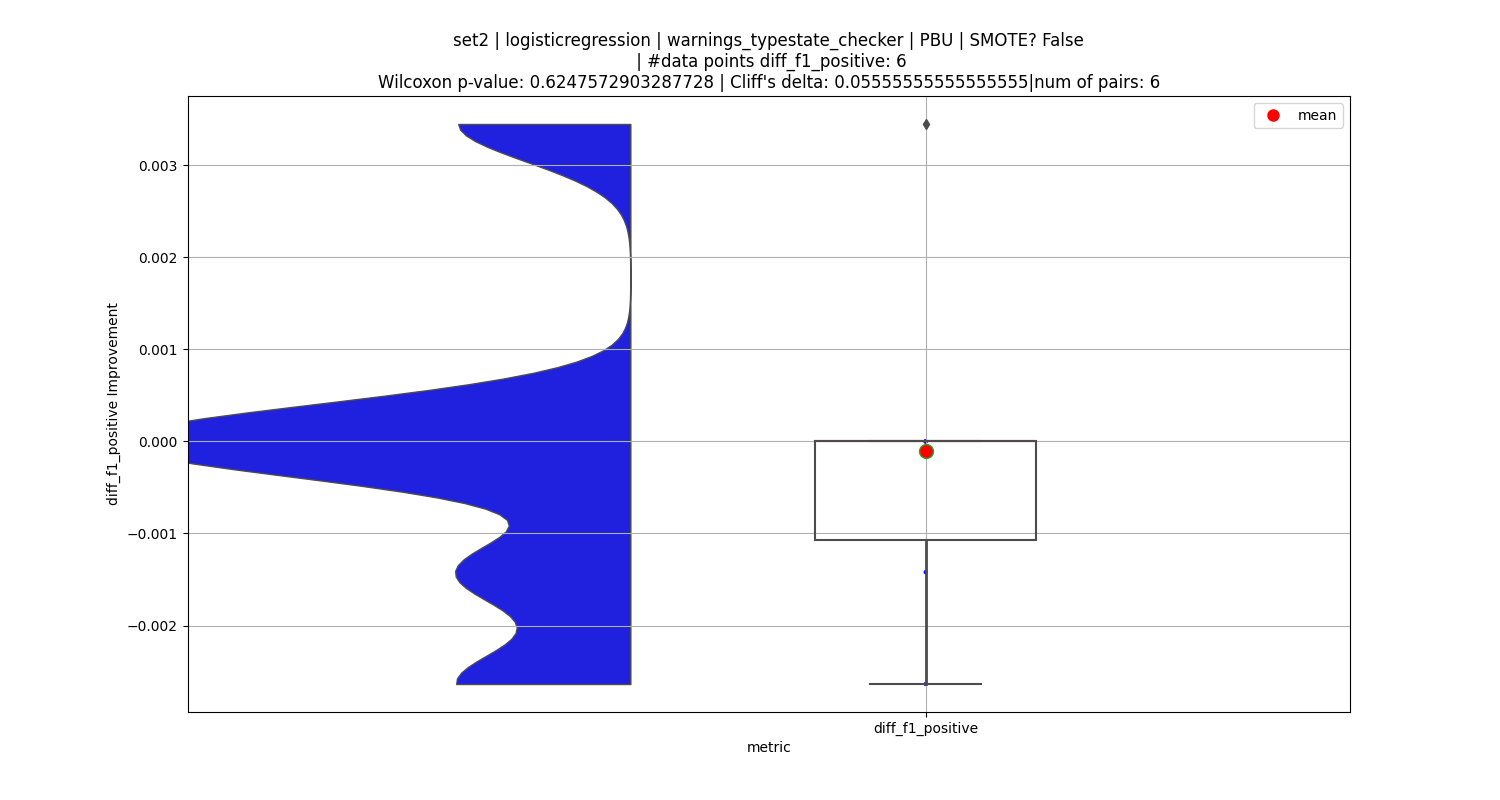 set2 | logisticregression | warnings_typestate_checker | PBU | SMOTE? False
| #data points diff_f1_positive: 6
Wilcoxon p-value: 0.6247572903287728 | Cliff's delta: 0.05555555555555555|num of pairs: 6
mean
0.003
0.002
0.001
0.000
−0.001
−0.002
diff_f1_positive Improvement
diff_f1_positive
metric